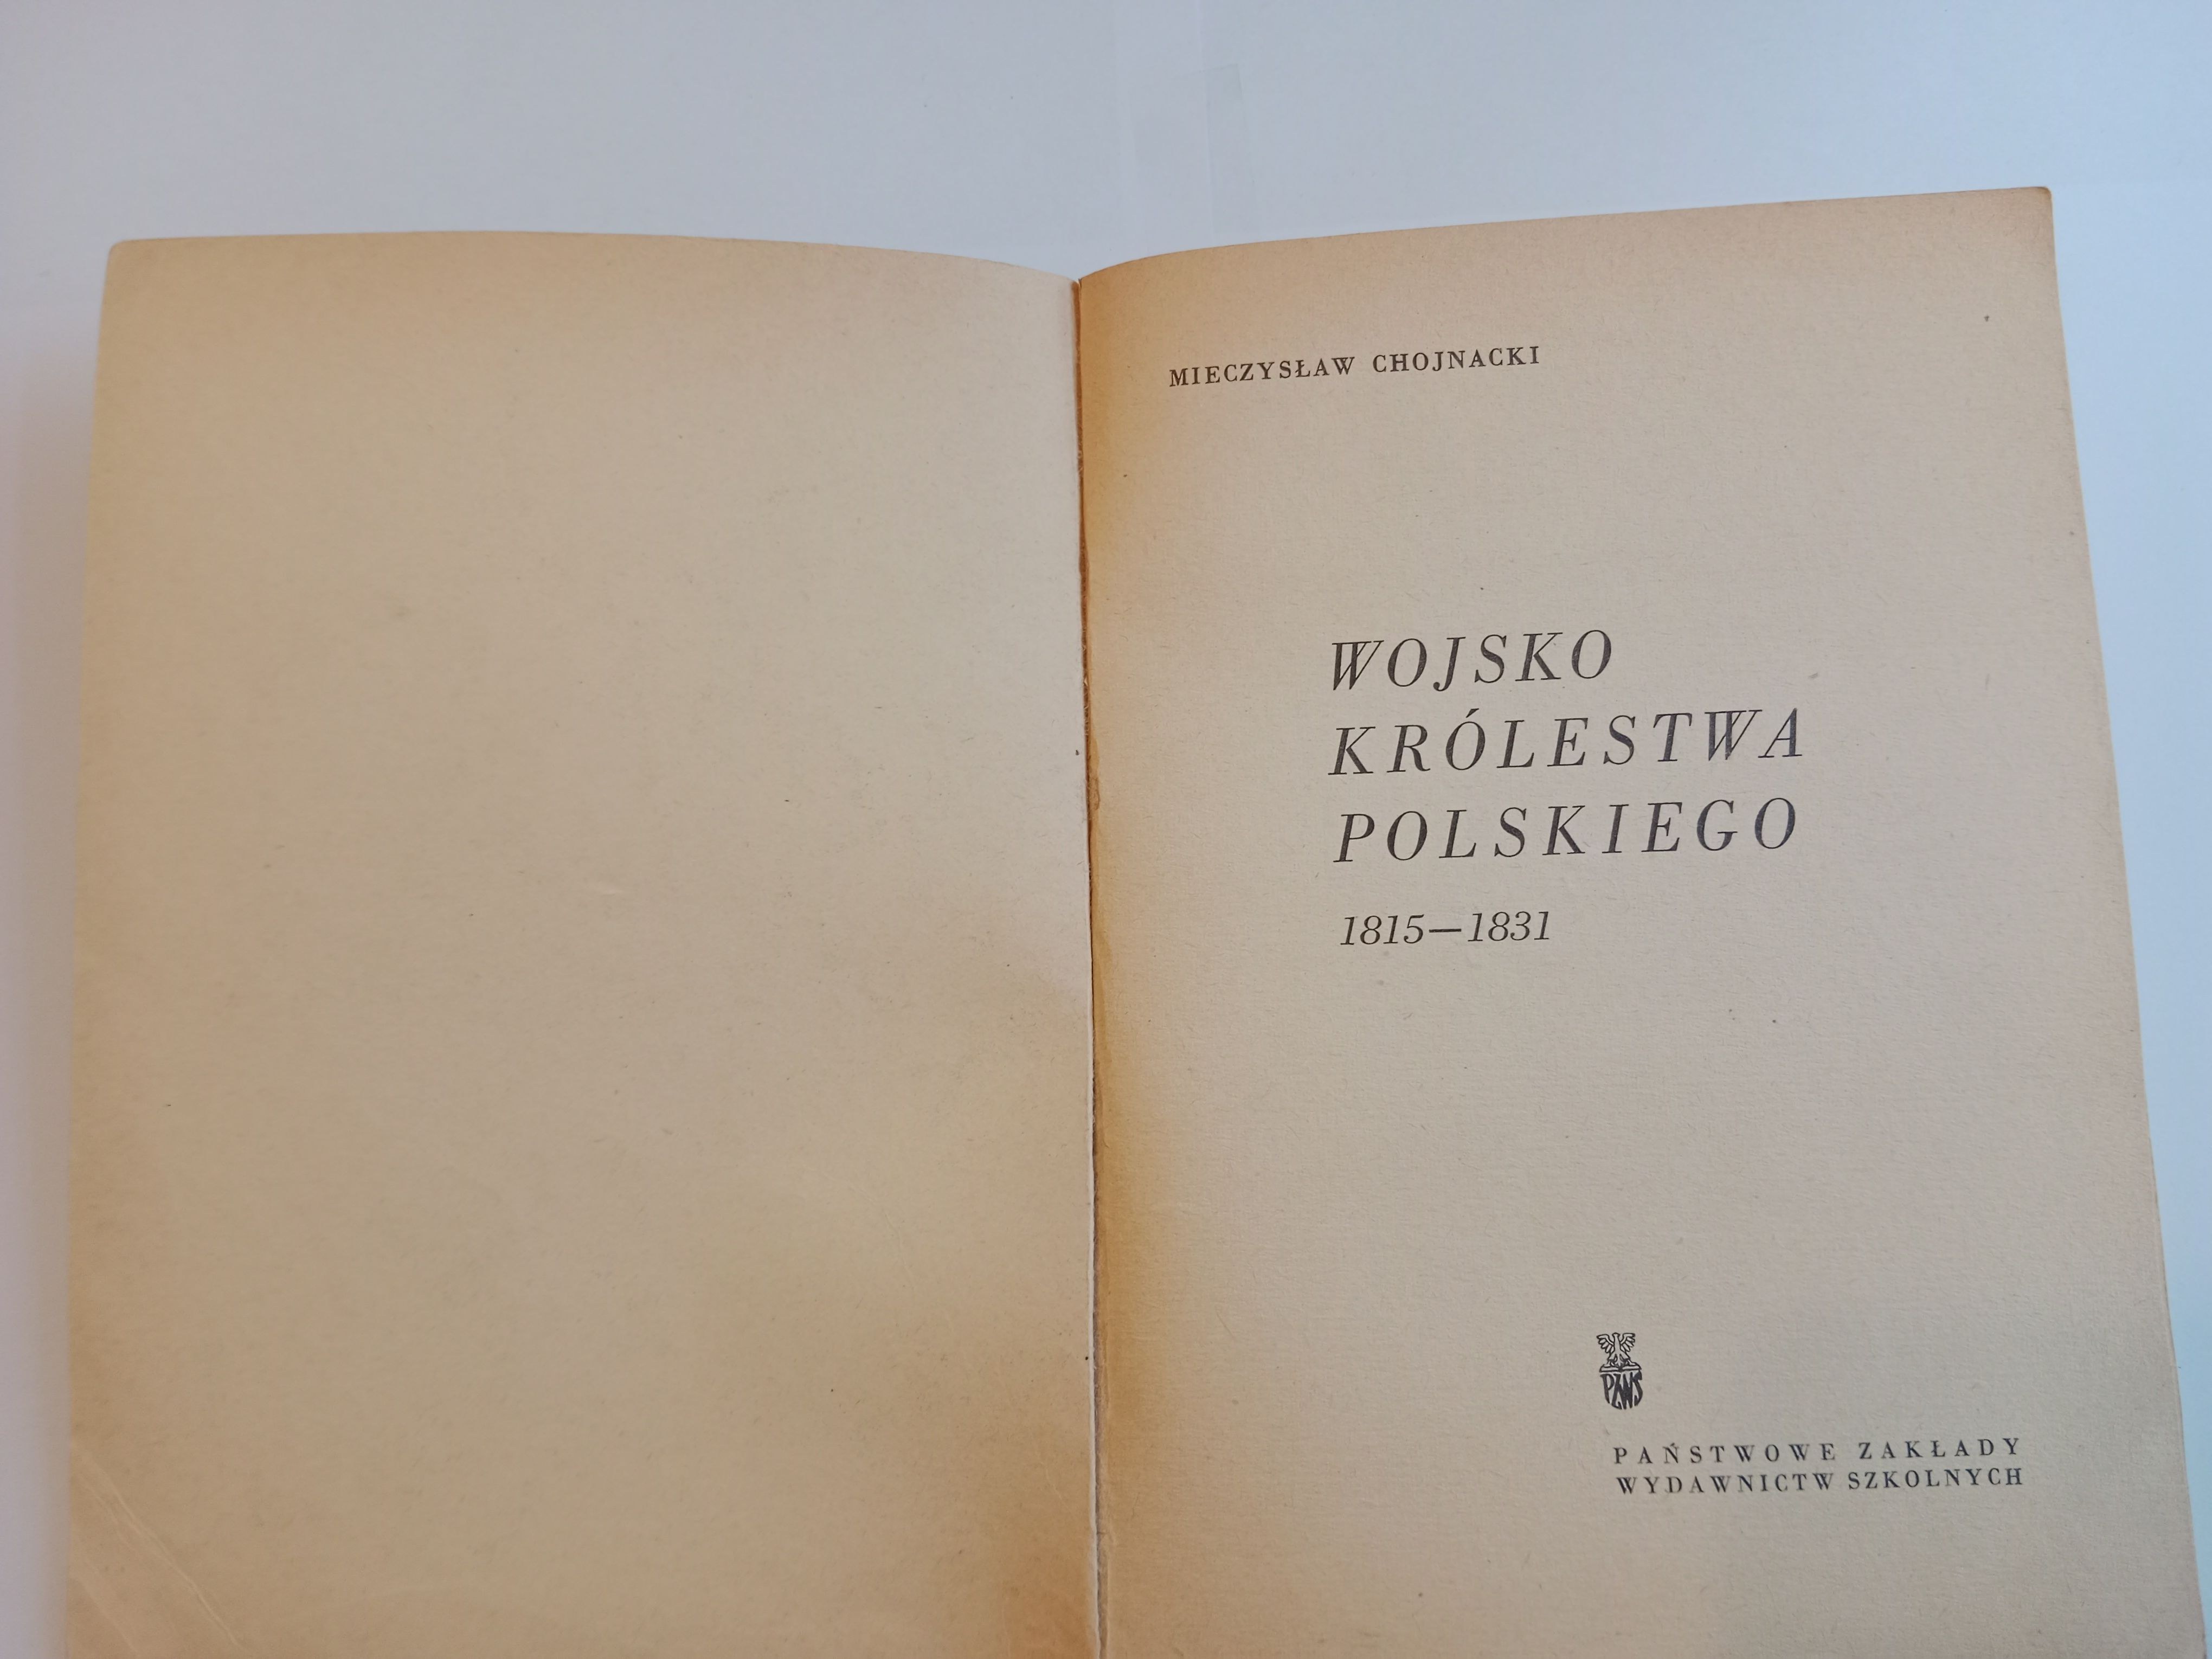 MIECZYSŁAW CHOJNACKI
WOJSKO
KRÓLESTWA
POLSKIEGO
1815—1831
PZWS
PAŃSTWOWE ZAKŁADY
WYDAWNICTW SZKOLNYCH